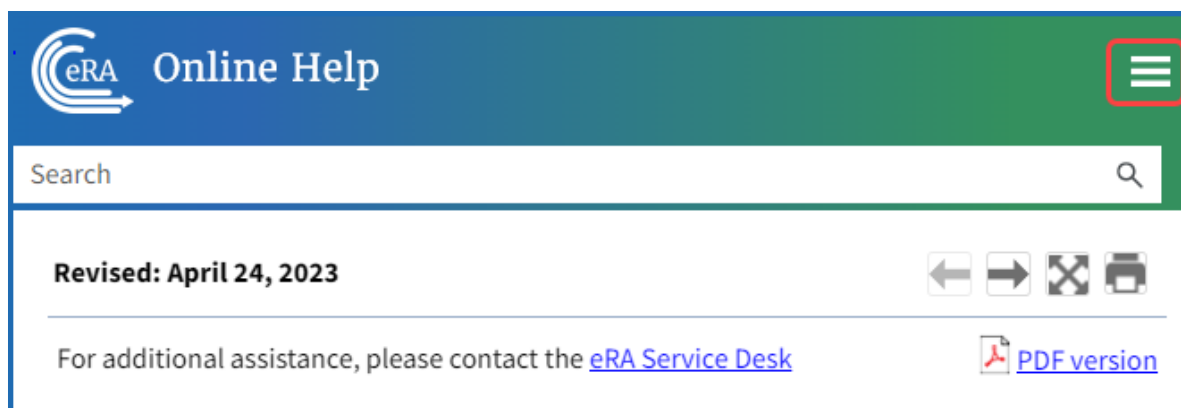 eRA Online Help
Search
Revised: April 24, 2023
For additional assistance, please contact the eRA Service Desk PDF version